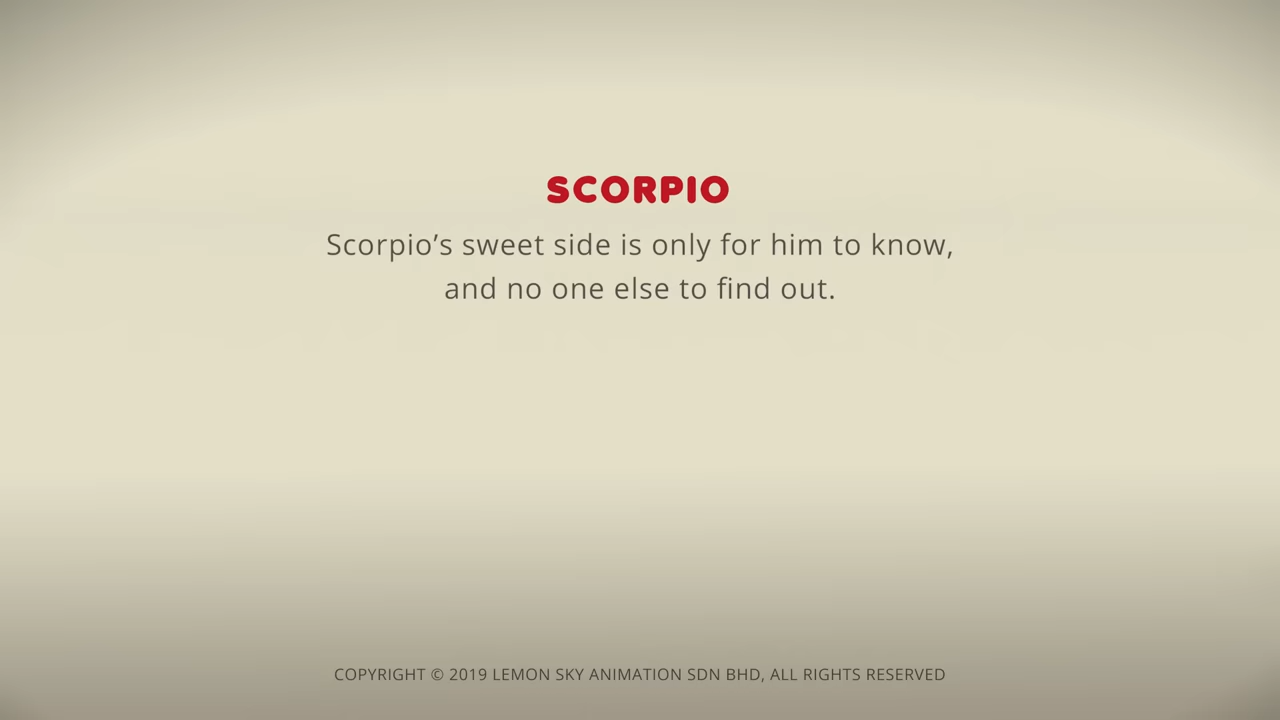 SCORPIO
Scorpio’s sweet side is only for him to know,
and no one else to find out.
COPYRIGHT © 2019 LEMON SKY ANIMATION SDN BHD, ALL RIGHTS RESERVED